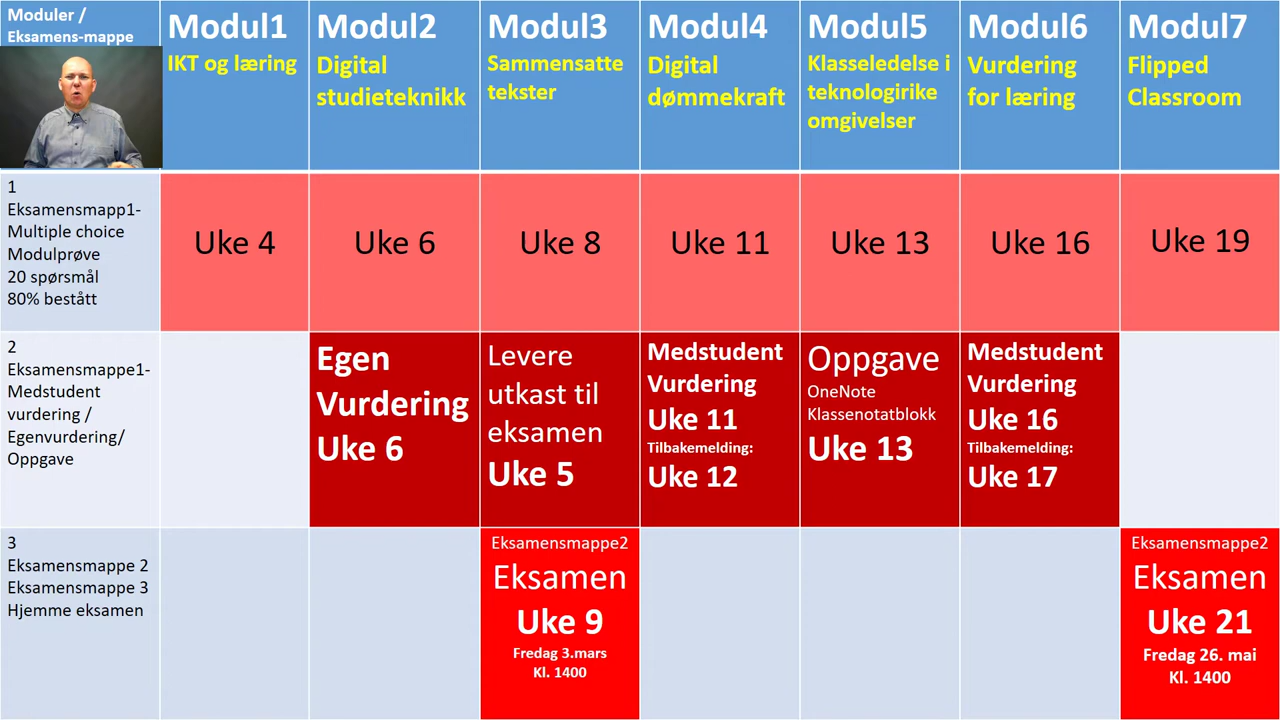 Moduler /
Eksamens-mappe
Modul1
IKT og læring
Modul2
Digital
studieteknikk
Modul3
Sammensatte
tekster
Modul4
Digital
dømmekraft
Modul5
Klasseledelse i
teknologirike
omgivelser
Modul6
Vurdering
for læring
Modul7
Flipped
Classroom
1
Eksamensmapp1-
Multiple choice
Modulprøve
20 spørsmål
80% bestått
Uke 4
Uke 6
Uke 8
Uke 11
Uke 13
Uke 16
Uke 19
2
Eksamensmappe1-
Medstudent
vurdering /
Egenvurdering/
Oppgave
Egen
Vurdering
Uke 6
Levere
utkast til
eksamen
Uke 5
Medstudent
Vurdering
Uke 11
Tilbakemelding:
Uke 12
Oppgave
OneNote
Klassenotatblokk
Uke 13
Medstudent
Vurdering
Uke 16
Tilbakemelding:
Uke 17
3
Eksamensmappe 2
Eksamensmappe 3
Hjemme eksamen
Eksamensmappe2
Eksamen
Uke 9
Fredag 3.mars
Kl. 1400
Eksamensmappe2
Eksamen
Uke 21
Fredag 26. mai
Kl. 1400